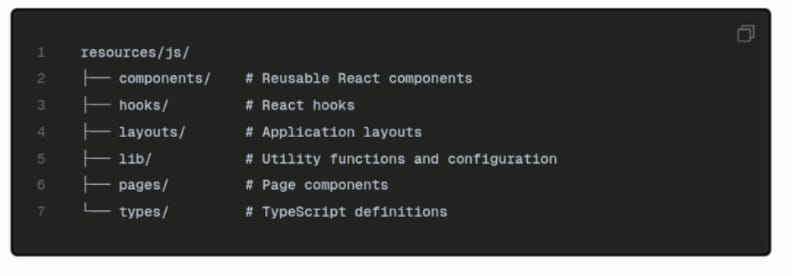 1 resources/js/
2 ├── components/ # Reusable React components
3 ├── hooks/ # React hooks
4 ├── layouts/ # Application layouts
5 ├── lib/ # Utility functions and configuration
6 ├── pages/ # Page components
7 └── types/ # TypeScript definitions